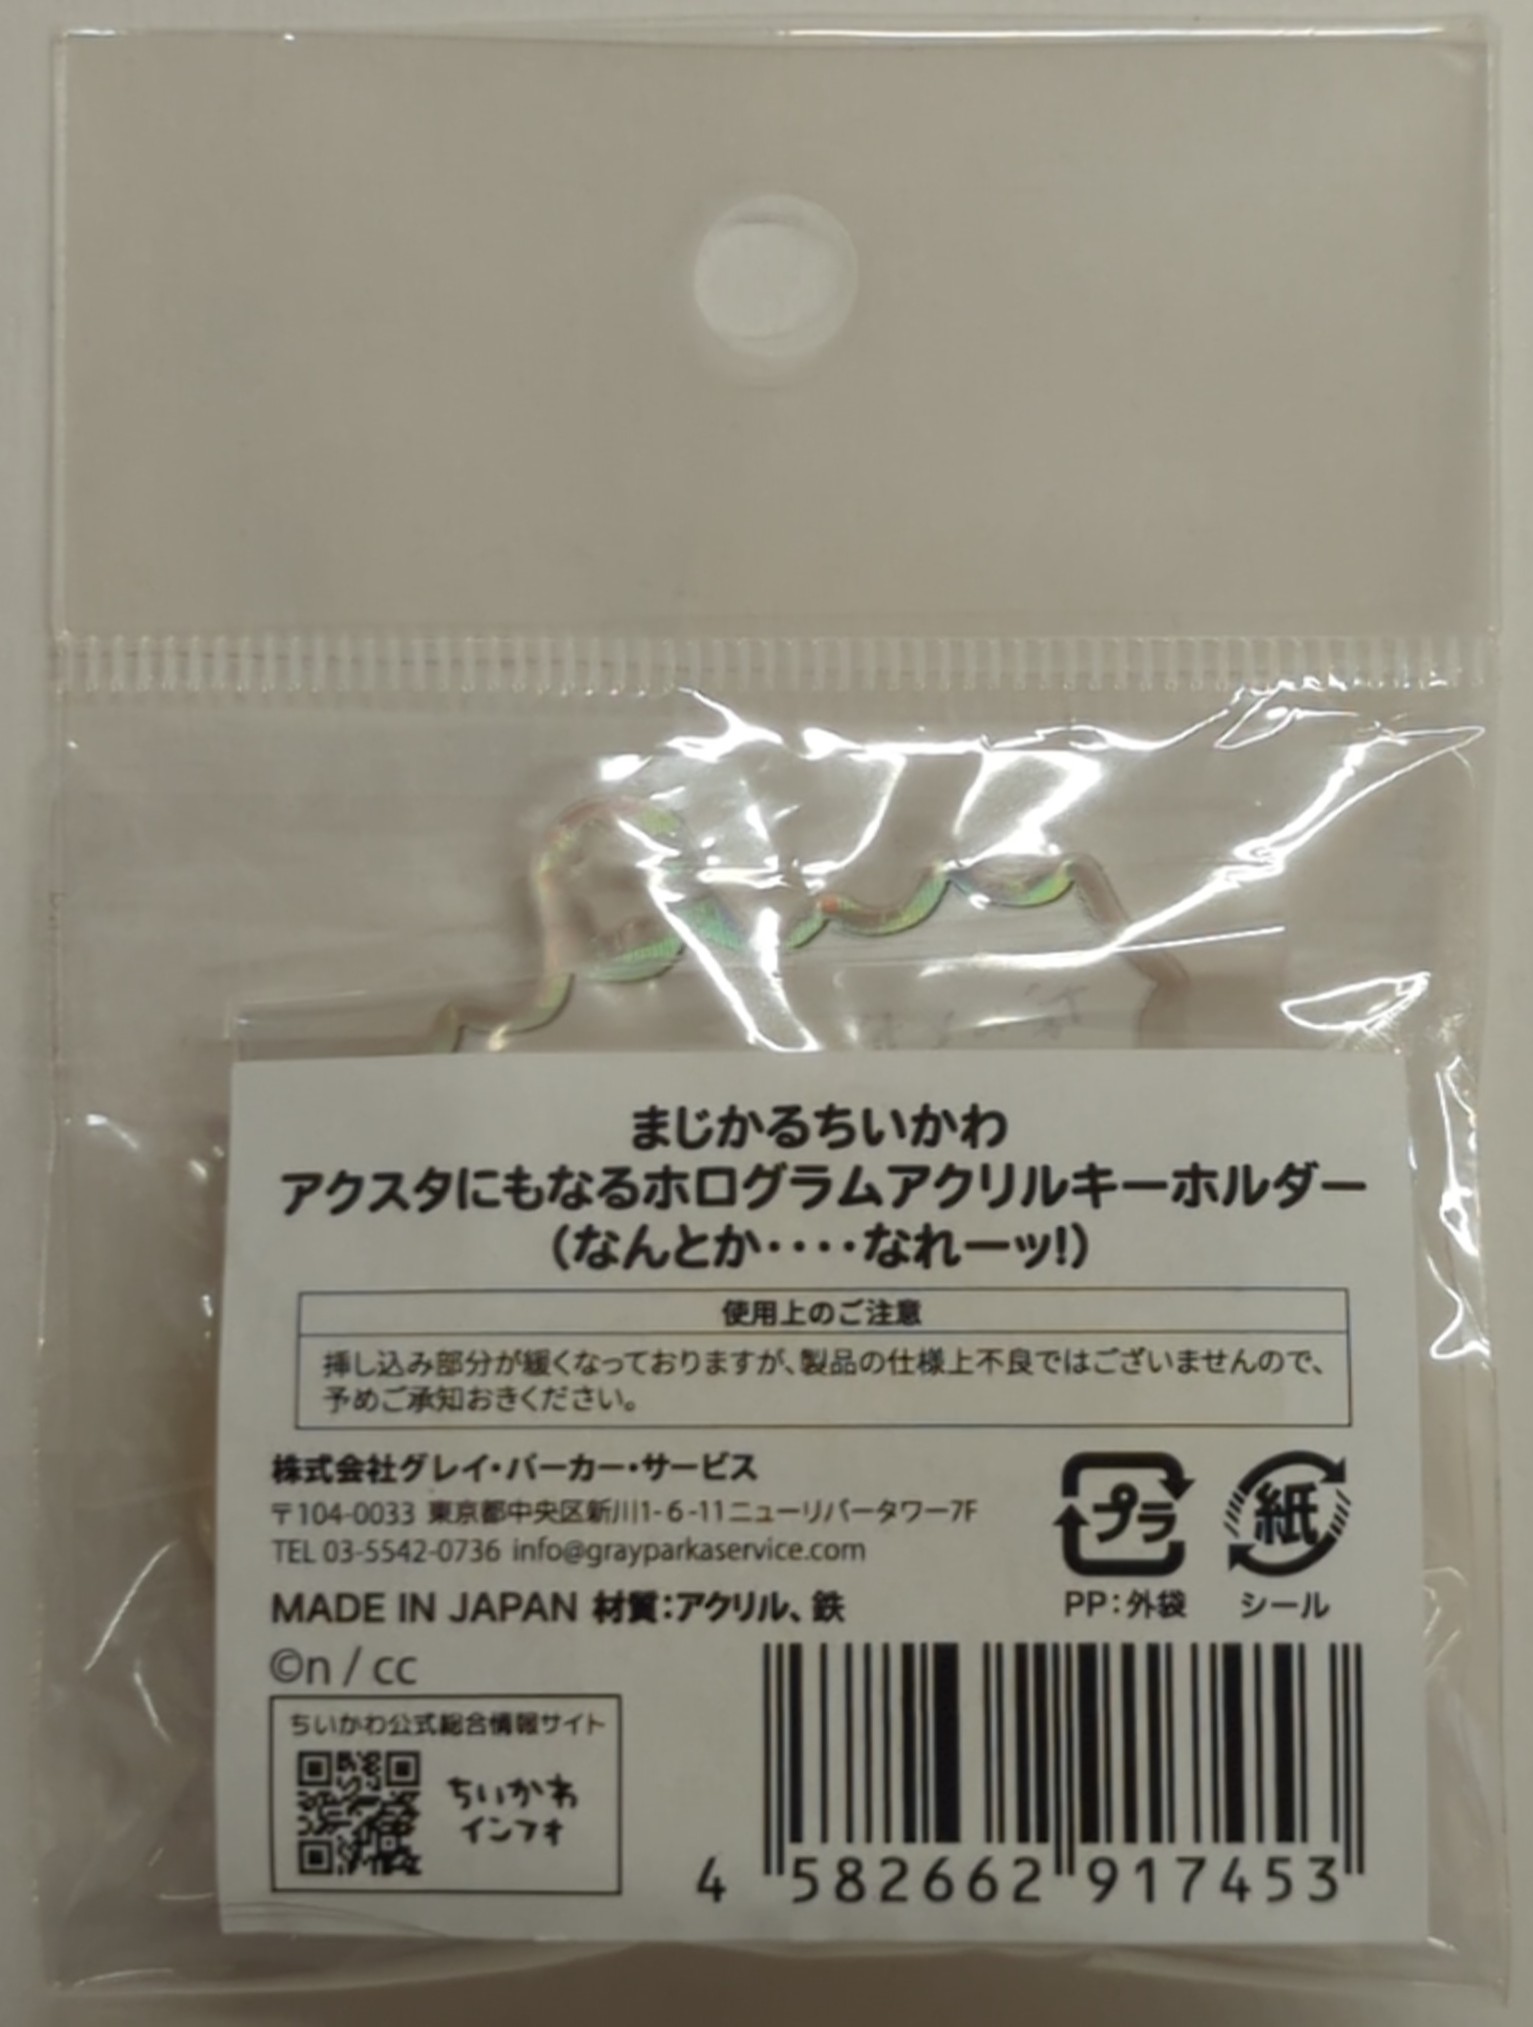 まじかるちいかわ
アクスタにもなるホログラムアクリルキーホルダー
(なんとか‥‥なれーッ!)
使用上のご注意
挿し込み部分が緩くなっておりますが、製品の仕様上不良ではございませんので、
予めご承知おきください。
株式会社グレイ・パーカー・サービス
〒104-0033 東京都中央区新川1-6-11ニューリバータワー7F
TEL 03-5542-0736 info@grayparkaservice.com
MADE IN JAPAN 材質:アクリル、鉄
プラ
紙
PP:外袋
シール
©n / cc
ちいかわ公式総合情報サイト
ちいかわ
インフォ
4 582662 917453